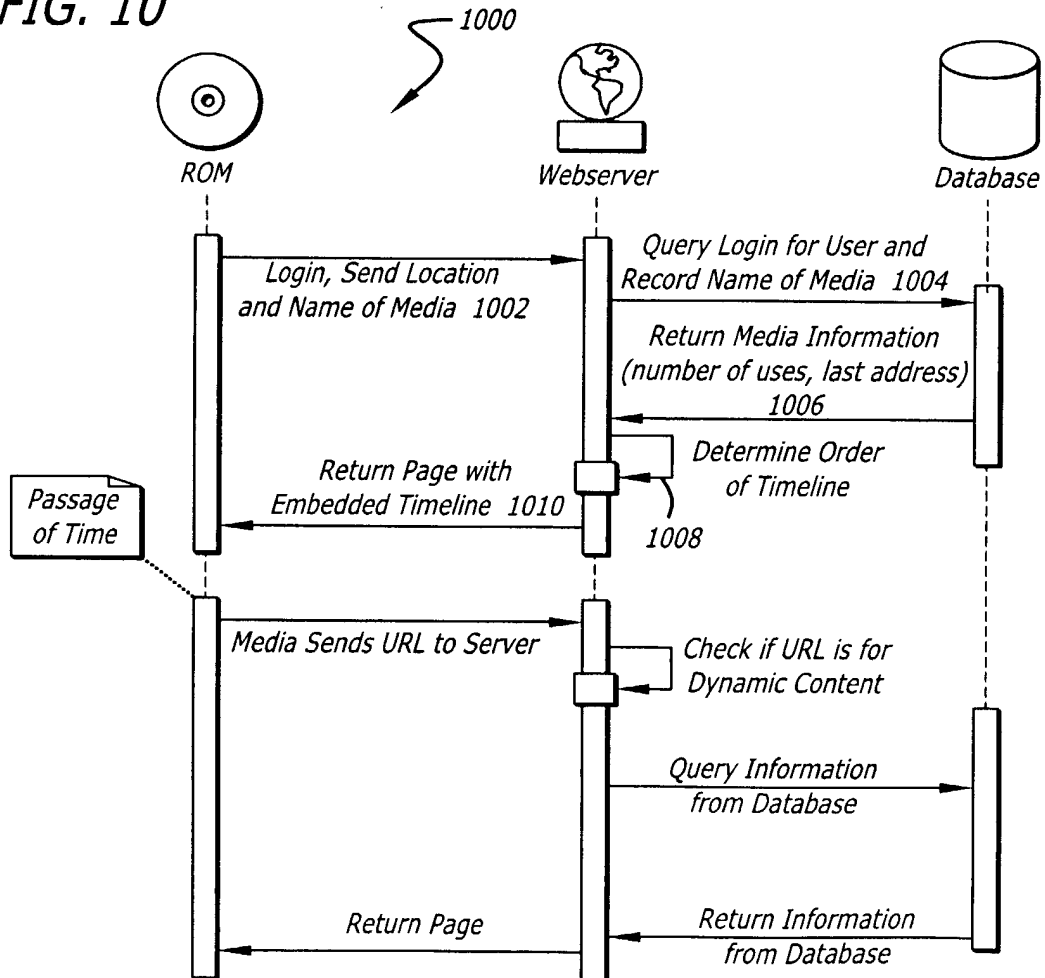 FIG. 10
1000
ROM
Webserver
Database
Login, Send Location
and Name of Media 1002
Query Login for User and
Record Name of Media 1004
Return Media Information
(number of uses, last address)
1006
Determine Order
of Timeline
1008
Return Page with
Embedded Timeline 1010
Passage
of Time
Media Sends URL to Server
Check if URL is for
Dynamic Content
Query Information
from Database
Return Information
from Database
Return Page